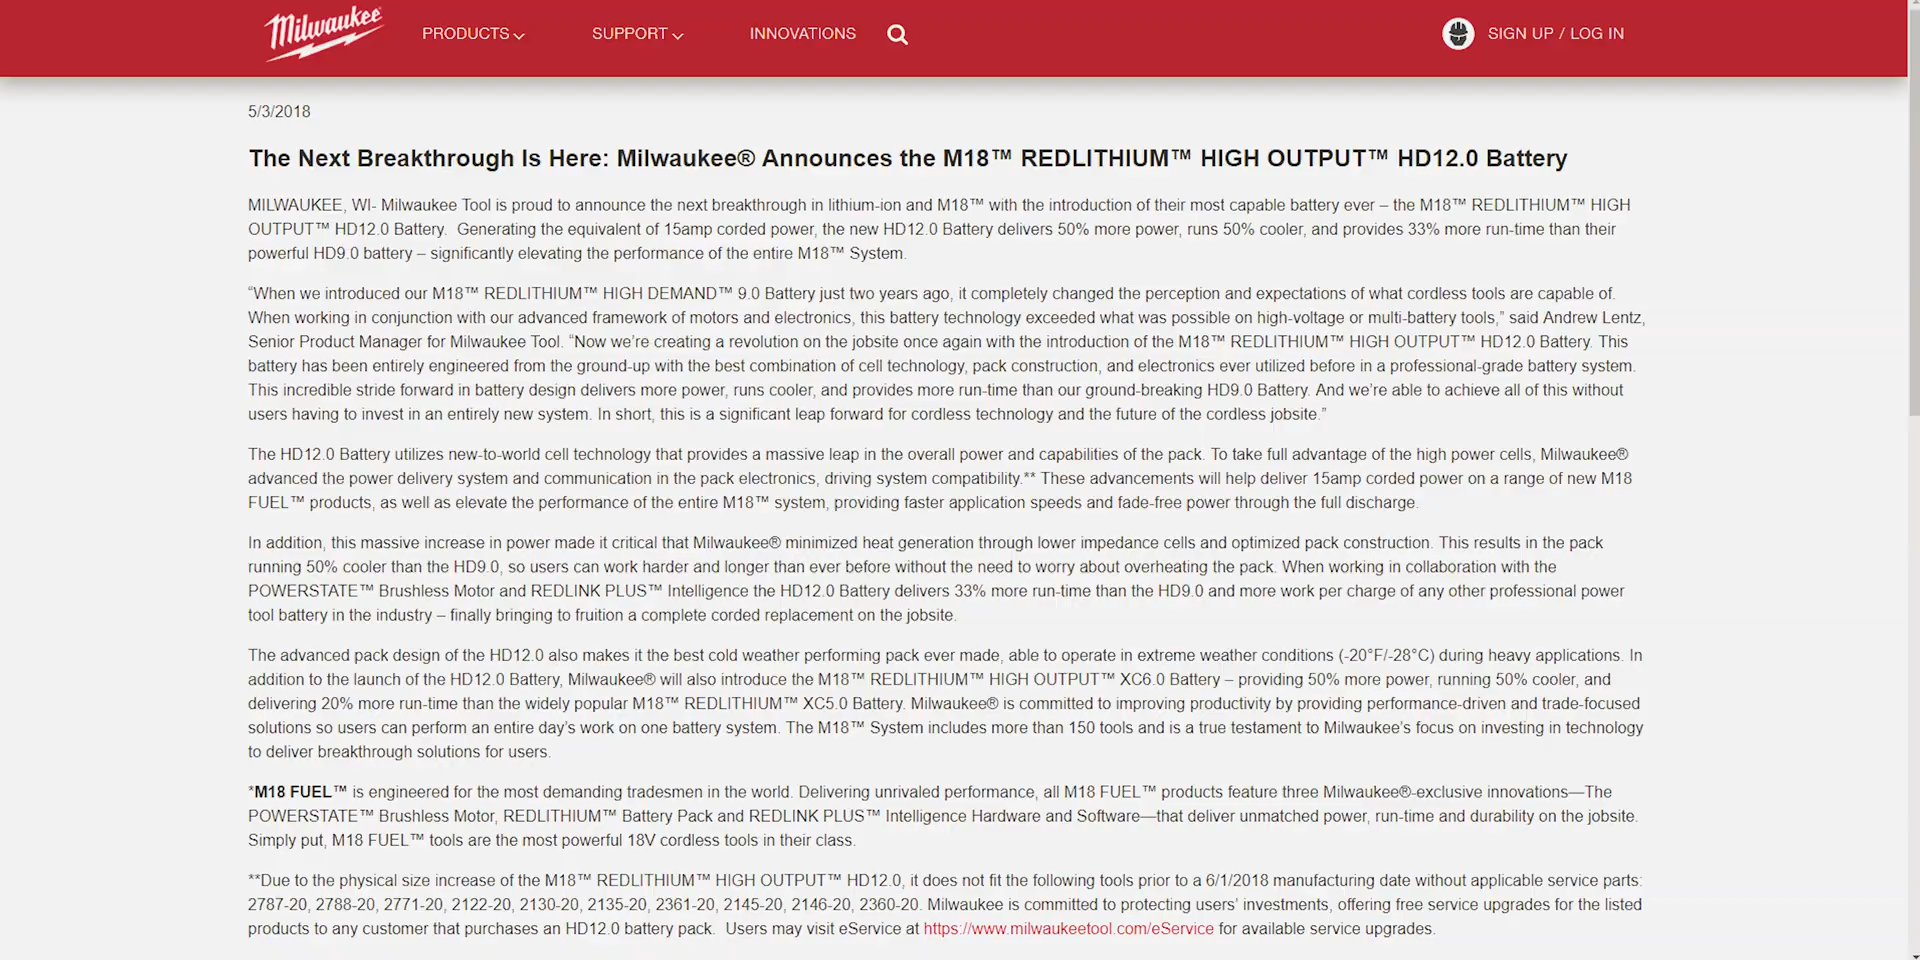 Milwaukee
PRODUCTS
SUPPORT
INNOVATIONS
SIGN UP / LOG IN
5/3/2018
The Next Breakthrough Is Here: Milwaukee® Announces the M18™ REDLITHIUM™ HIGH OUTPUT™ HD12.0 Battery
MILWAUKEE, WI- Milwaukee Tool is proud to announce the next breakthrough in lithium-ion and M18™ with the introduction of their most capable battery ever – the M18™ REDLITHIUM™ HIGH
OUTPUT™ HD12.0 Battery.  Generating the equivalent of 15amp corded power, the new HD12.0 Battery delivers 50% more power, runs 50% cooler, and provides 33% more run-time than their
powerful HD9.0 battery – significantly elevating the performance of the entire M18™ System.
“When we introduced our M18™ REDLITHIUM™ HIGH DEMAND™ 9.0 Battery just two years ago, it completely changed the perception and expectations of what cordless tools are capable of.
When working in conjunction with our advanced framework of motors and electronics, this battery technology exceeded what was possible on high-voltage or multi-battery tools,” said Andrew Lentz,
Senior Product Manager for Milwaukee Tool. “Now we’re creating a revolution on the jobsite once again with the introduction of the M18™ REDLITHIUM™ HIGH OUTPUT™ HD12.0 Battery. This
battery has been entirely engineered from the ground-up with the best combination of cell technology, pack construction, and electronics ever utilized before in a professional-grade battery system.
This incredible stride forward in battery design delivers more power, runs cooler, and provides more run-time than our ground-breaking HD9.0 Battery. And we’re able to achieve all of this without
users having to invest in an entirely new system. In short, this is a significant leap forward for cordless technology and the future of the cordless jobsite.”
The HD12.0 Battery utilizes new-to-world cell technology that provides a massive leap in the overall power and capabilities of the pack. To take full advantage of the high power cells, Milwaukee®
advanced the power delivery system and communication in the pack electronics, driving system compatibility.** These advancements will help deliver 15amp corded power on a range of new M18
FUEL™ products, as well as elevate the performance of the entire M18™ system, providing faster application speeds and fade-free power through the full discharge.
In addition, this massive increase in power made it critical that Milwaukee® minimized heat generation through lower impedance cells and optimized pack construction. This results in the pack
running 50% cooler than the HD9.0, so users can work harder and longer than ever before without the need to worry about overheating the pack. When working in collaboration with the
POWERSTATE™ Brushless Motor and REDLINK PLUS™ Intelligence the HD12.0 Battery delivers 33% more run-time than the HD9.0 and more work per charge of any other professional power
tool battery in the industry – finally bringing to fruition a complete corded replacement on the jobsite.
The advanced pack design of the HD12.0 also makes it the best cold weather performing pack ever made, able to operate in extreme weather conditions (-20°F/-28°C) during heavy applications. In
addition to the launch of the HD12.0 Battery, Milwaukee® will also introduce the M18™ REDLITHIUM™ HIGH OUTPUT™ XC6.0 Battery – providing 50% more power, running 50% cooler, and
delivering 20% more run-time than the widely popular M18™ REDLITHIUM™ XC5.0 Battery. Milwaukee® is committed to improving productivity by providing performance-driven and trade-focused
solutions so users can perform an entire day’s work on one battery system. The M18™ System includes more than 150 tools and is a true testament to Milwaukee’s focus on investing in technology
to deliver breakthrough solutions for users.
*M18 FUEL™ is engineered for the most demanding tradesmen in the world. Delivering unrivaled performance, all M18 FUEL™ products feature three Milwaukee®-exclusive innovations—The
POWERSTATE™ Brushless Motor, REDLITHIUM™ Battery Pack and REDLINK PLUS™ Intelligence Hardware and Software—that deliver unmatched power, run-time and durability on the jobsite.
Simply put, M18 FUEL™ tools are the most powerful 18V cordless tools in their class.
**Due to the physical size increase of the M18™ REDLITHIUM™ HIGH OUTPUT™ HD12.0, it does not fit the following tools prior to a 6/1/2018 manufacturing date without applicable service parts:
2787-20, 2788-20, 2771-20, 2122-20, 2130-20, 2135-20, 2361-20, 2145-20, 2146-20, 2360-20. Milwaukee is committed to protecting users’ investments, offering free service upgrades for the listed
products to any customer that purchases an HD12.0 battery pack.  Users may visit eService at https://www.milwaukeetool.com/eService for available service upgrades.